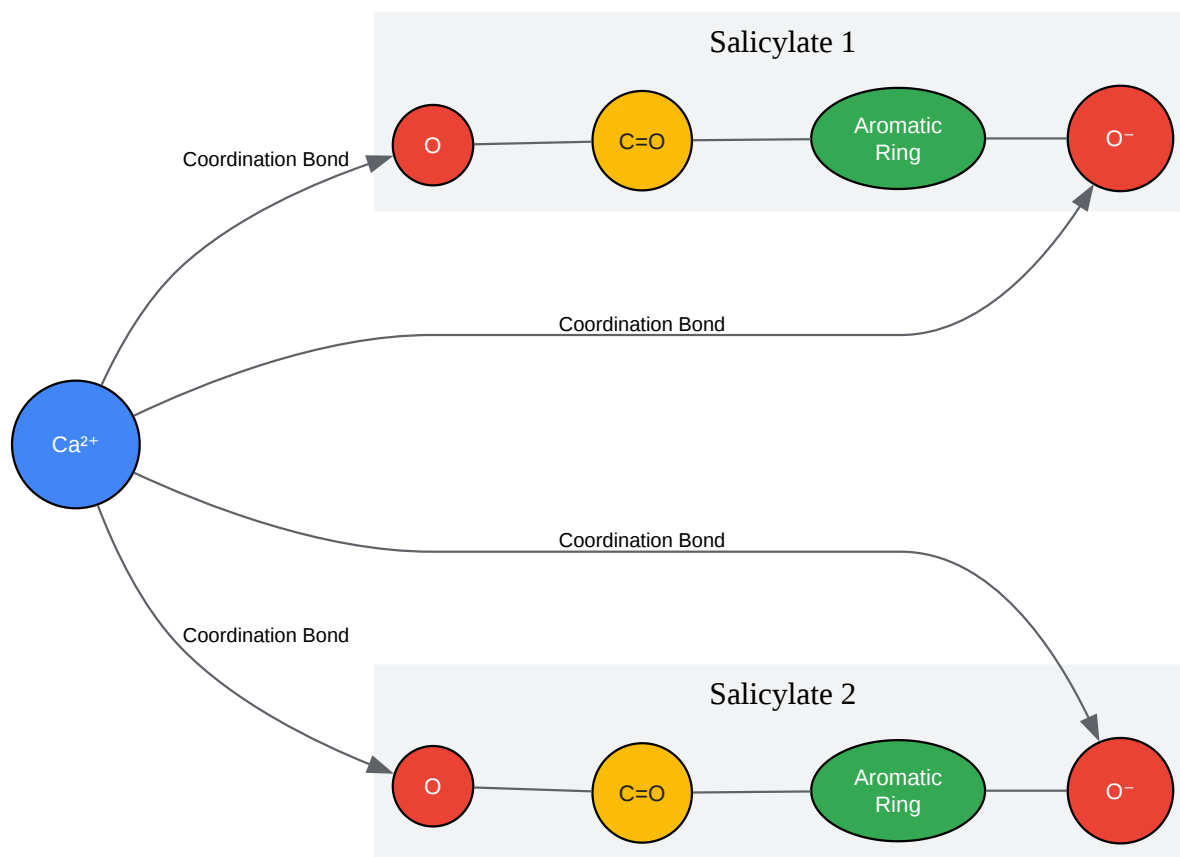 Salicylate 1
O
C=O
Aromatic
Ring
O⁻
Coordination Bond
Coordination Bond
Ca²⁺
Coordination Bond
Coordination Bond
Salicylate 2
O
C=O
Aromatic
Ring
O⁻